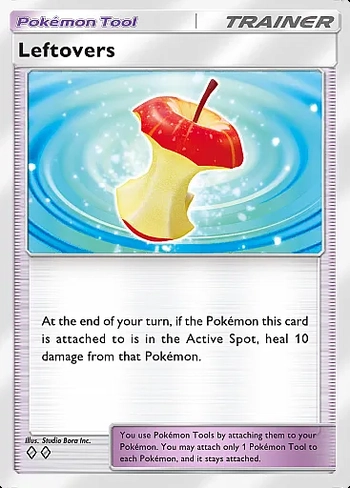 Pokémon Tool
TRAINER
Leftovers
At the end of your turn, if the Pokémon this card
is attached to is in the Active Spot, heal 10
damage from that Pokémon.
Illus. Studio Bora Inc.
You use Pokémon Tools by attaching them to your
Pokémon. You may attach only 1 Pokémon Tool to
each Pokémon, and it stays attached.